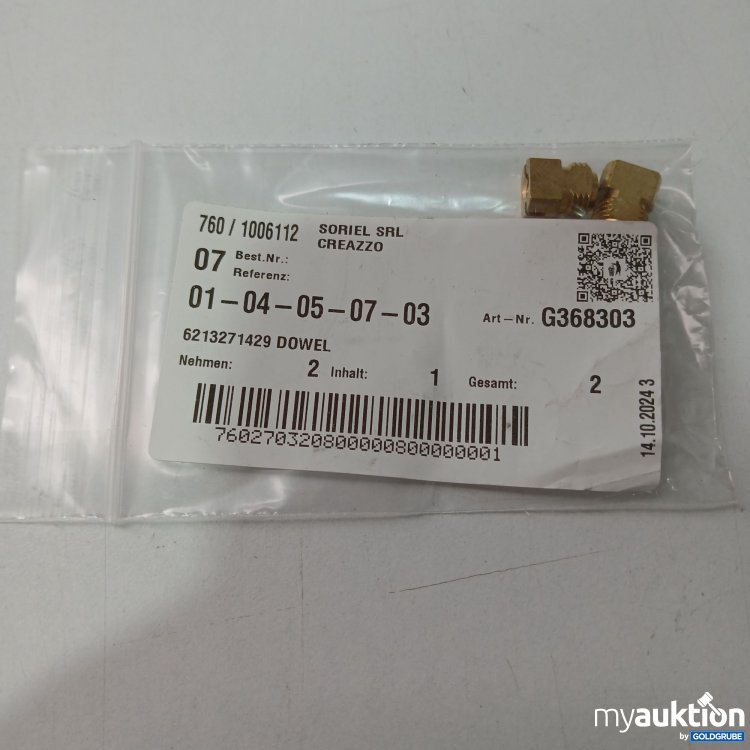 760 / 1006112 SORIEL SRL
CREAZZO
07 Best.Nr.:
Referenz:
01-04-05-07-03 Art-Nr. G368303
6213271429 DOWEL
Nehmen: 2 Inhalt: 1 Gesamt: 2
7602703208000008000000001
14.10.2024 3
myauktion
by GOLDGRUBE